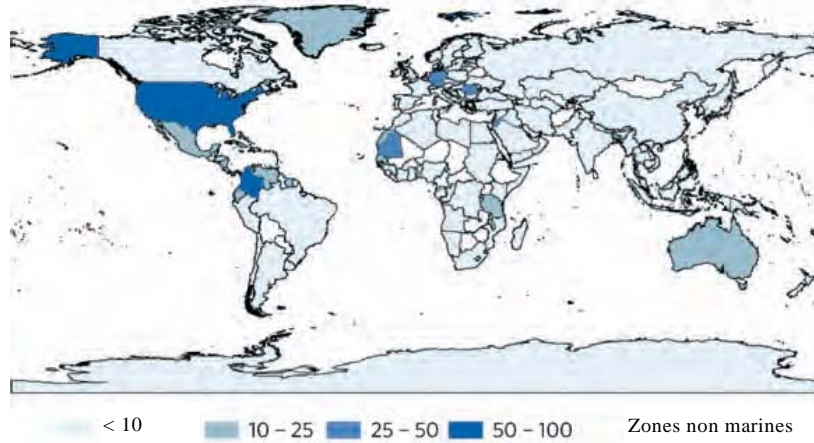 < 10 10 – 25 25 – 50 50 – 100 Zones non marines